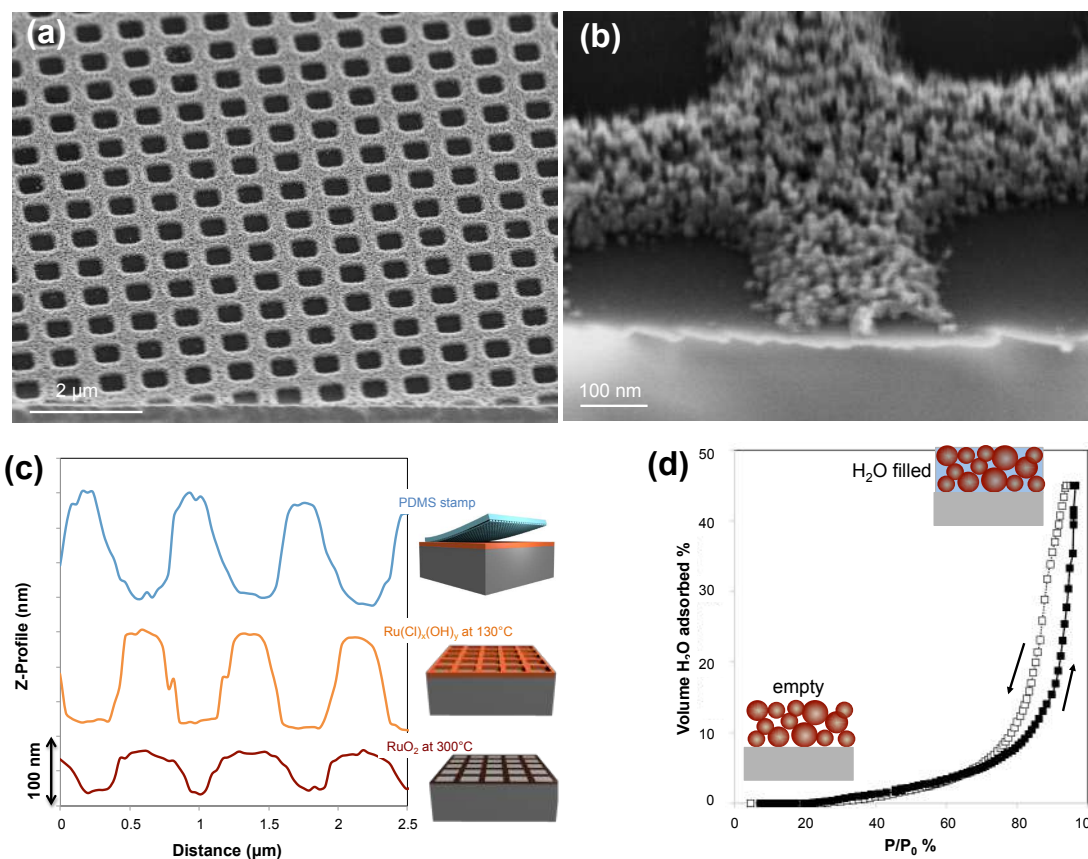 (a)
2 µm
(b)
100 nm
(c)
Z-Profile (nm)
100 nm
PDMS stamp
Ru(Cl)x(OH)y at 130°C
RuO2 at 300°C
0 0.5 1 1.5 2 2.5
Distance (µm)
(d)
Volume H2O adsorbed %
50
40
30
20
10
0
H2O filled
empty
0 20 40 60 80 100
P/P0 %